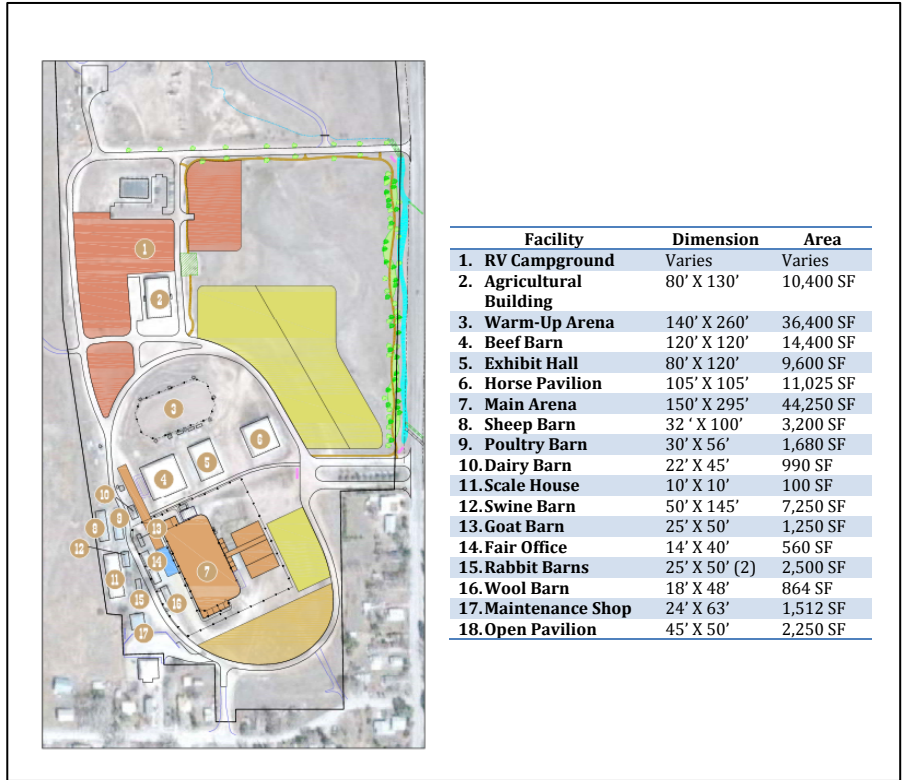 1
2
3
6
5
4
10
9
8
13
12
14
7
11
15
16
17
Facility Dimension Area
1. RV Campground Varies Varies
2. Agricultural 80’ X 130’ 10,400 SF
Building
3. Warm-Up Arena 140’ X 260’ 36,400 SF
4. Beef Barn 120’ X 120’ 14,400 SF
5. Exhibit Hall 80’ X 120’ 9,600 SF
6. Horse Pavilion 105’ X 105’ 11,025 SF
7. Main Arena 150’ X 295’ 44,250 SF
8. Sheep Barn 32 ‘ X 100’ 3,200 SF
9. Poultry Barn 30’ X 56’ 1,680 SF
10. Dairy Barn 22’ X 45’ 990 SF
11. Scale House 10’ X 10’ 100 SF
12. Swine Barn 50’ X 145’ 7,250 SF
13. Goat Barn 25’ X 50’ 1,250 SF
14. Fair Office 14’ X 40’ 560 SF
15. Rabbit Barns 25’ X 50’ (2) 2,500 SF
16. Wool Barn 18’ X 48’ 864 SF
17. Maintenance Shop 24’ X 63’ 1,512 SF
18. Open Pavilion 45’ X 50’ 2,250 SF